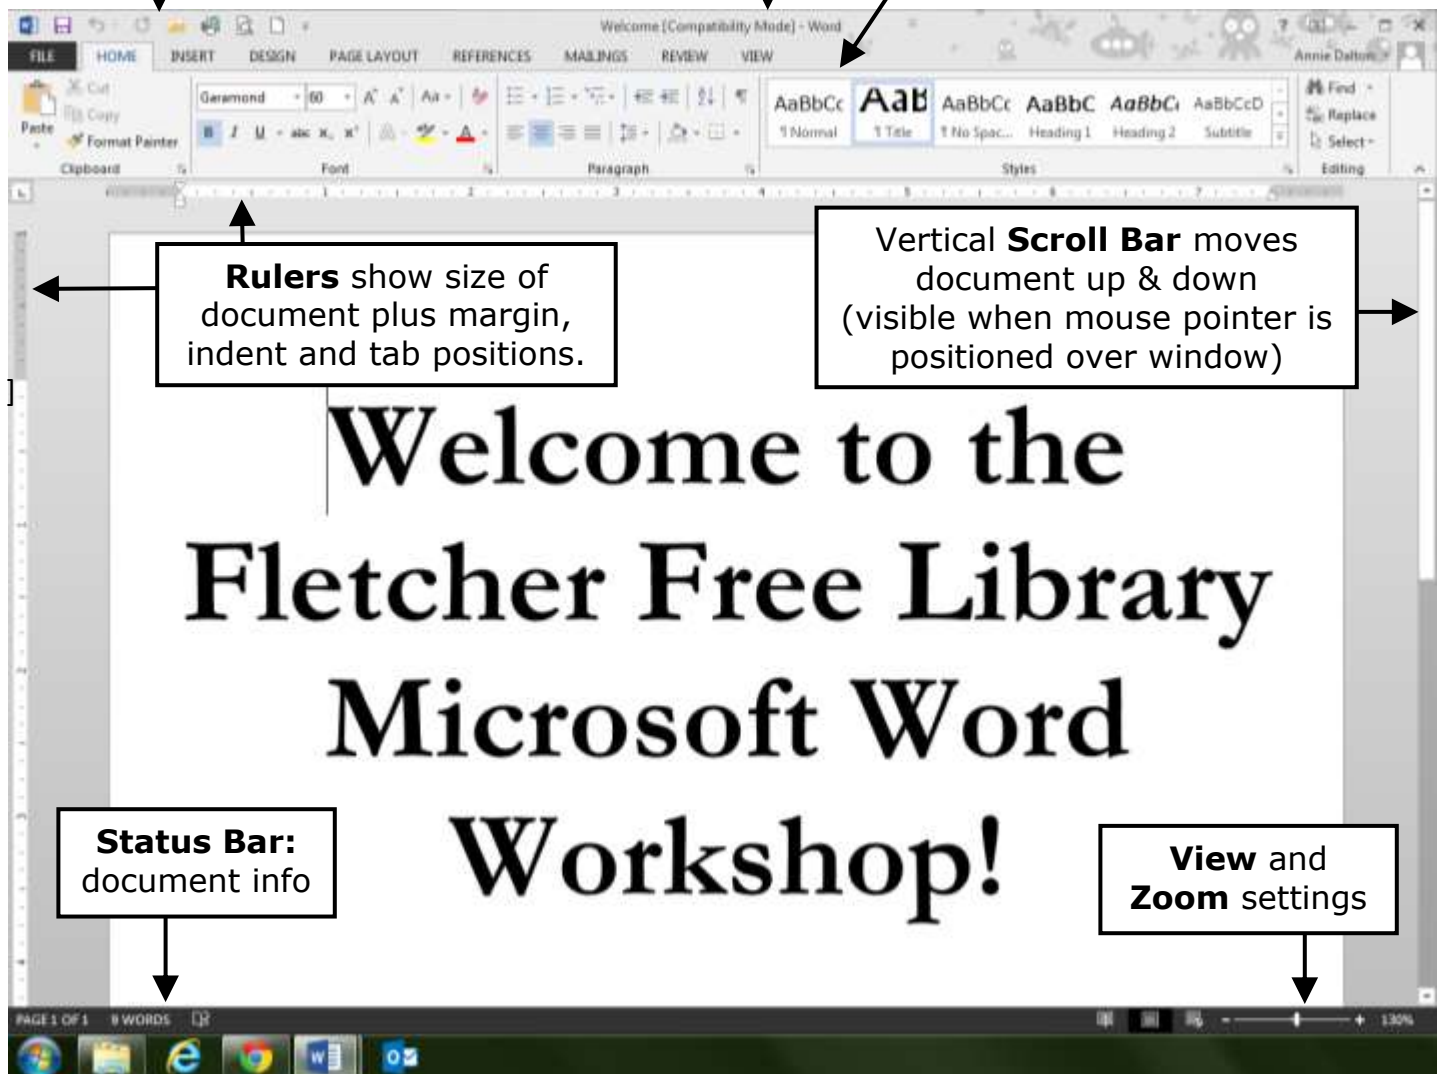 Welcome [Compatibility Mode] - Word
FILE HOME INSERT DESIGN PAGE LAYOUT REFERENCES MAILINGS REVIEW VIEW Annie Dalton
Cut
Copy
Paste
Format Painter
Clipboard
Garamond 60
Font
Paragraph
AaBbCc AaB AaBbCc AaBbC AaBbC AaBbCcD
¶ Normal ¶ Title ¶ No Spac... Heading 1 Heading 2 Subtitle
Styles
Find
Replace
Select
Editing
Rulers show size of
document plus margin,
indent and tab positions.
Vertical Scroll Bar moves
document up & down
(visible when mouse pointer is
positioned over window)
]
Welcome to the
Fletcher Free Library
Microsoft Word
Workshop!
Status Bar:
document info
View and
Zoom settings
PAGE 1 OF 1 8 WORDS 130%